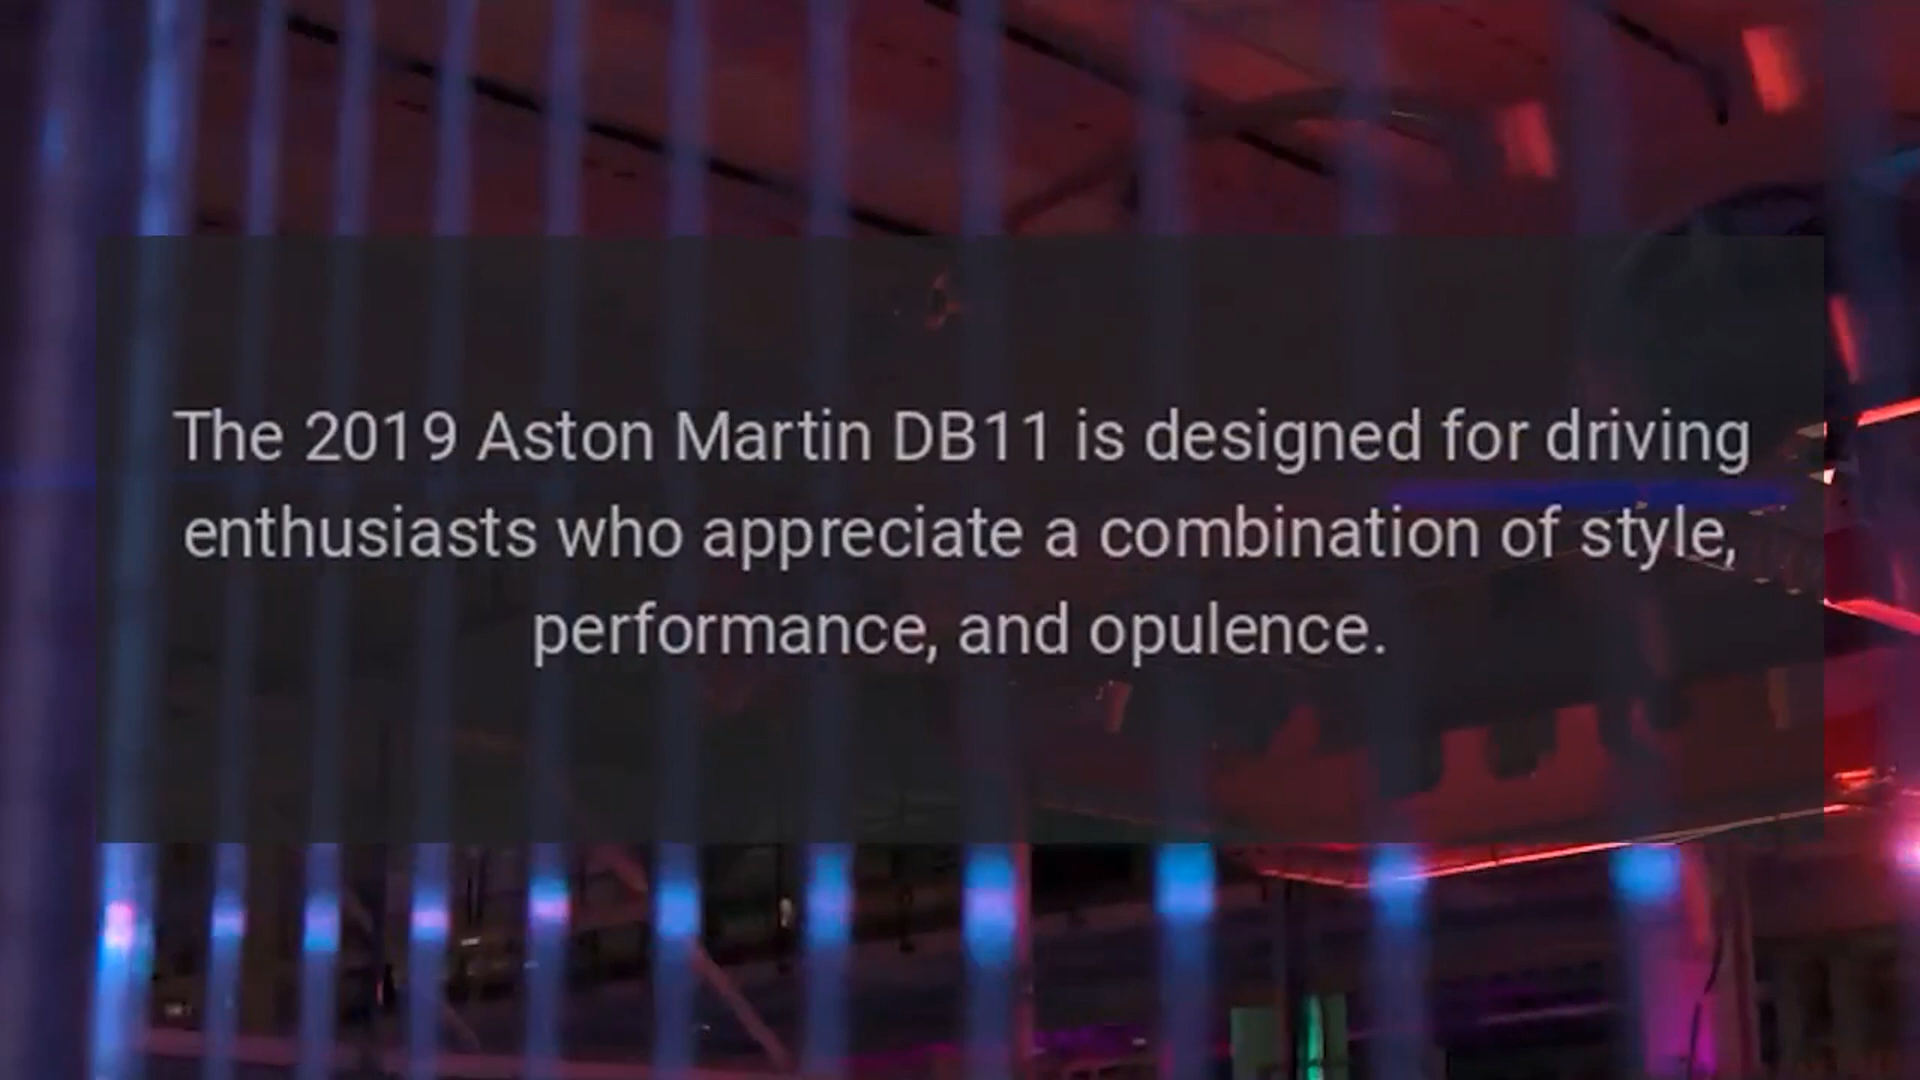 The 2019 Aston Martin DB11 is designed for driving
enthusiasts who appreciate a combination of style,
performance, and opulence.